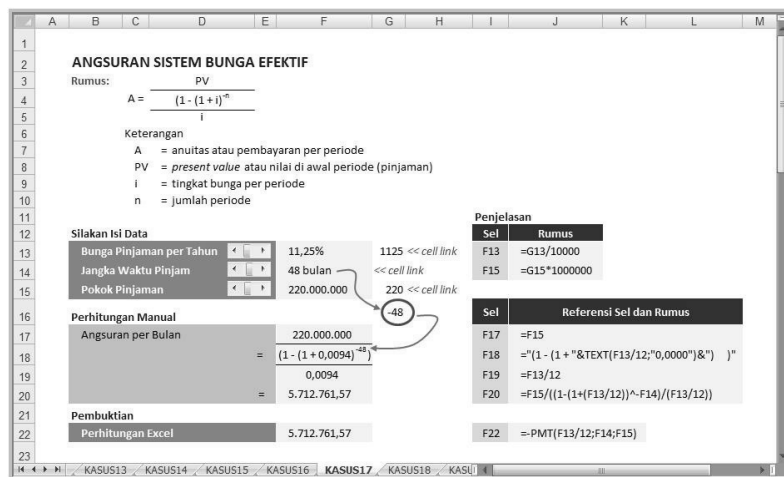 A B C D E F G H I J K L M
1
2 ANGSURAN SISTEM BUNGA EFEKTIF
3 Rumus: PV
4 A = (1 - (1 + i)⁻ⁿ
5 i
6 Keterangan
7 A = anuitas atau pembayaran per periode
8 PV = present value atau nilai di awal periode (pinjaman)
9 i = tingkat bunga per periode
10 n = jumlah periode
11 Penjelasan
12 Silakan Isi Data Sel Rumus
13 Bunga Pinjaman per Tahun 11,25% 1125 << cell link F13 =G13/10000
14 Jangka Waktu Pinjam 48 bulan << cell link F15 =G15*1000000
15 Pokok Pinjaman 220.000.000 220 << cell link
16 Perhitungan Manual -48 Sel Referensi Sel dan Rumus
17 Angsuran per Bulan 220.000.000 F17 =F15
18 = (1 - (1 + 0,0094)⁻⁴⁸) F18 ="(1 - (1 + "&TEXT(F13/12;"0,0000")&") )"
19 0,0094 F19 =F13/12
20 = 5.712.761,57 F20 =F15/((1-(1+(F13/12))^-F14)/(F13/12))
21 Pembuktian
22 Perhitungan Excel 5.712.761,57 F22 =-PMT(F13/12;F14;F15)
23
KASUS13 KASUS14 KASUS15 KASUS16 KASUS17 KASUS18 KASU